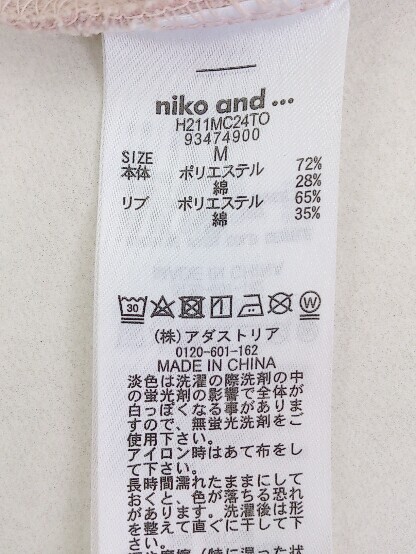 niko and ...
H211MC24TO
93474900
SIZE M
本体 ポリエステル 72%
綿 28%
リブ ポリエステル 65%
綿 35%
30 W
(株)アダストリア
0120-601-162
MADE IN CHINA
淡色は洗濯の際洗剤の中
の蛍光剤の影響で全体が
白っぽくなる事がありま
すので、無蛍光洗剤をご
使用下さい。
アイロン時はあて布をし
て下さい。
長時間濡れたままにして
おくと、色が落ちる恐れ
があります。洗濯後は形
を整えて直ぐに干して下
さい。